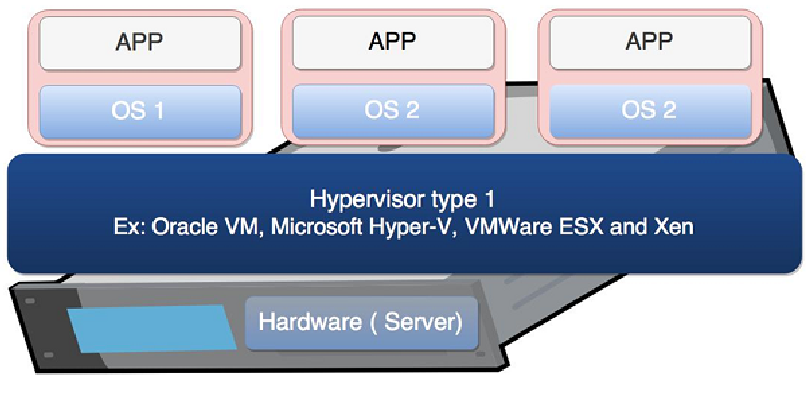 APP
APP
APP
OS 1
OS 2
OS 2
Hypervisor type 1
Ex: Oracle VM, Microsoft Hyper-V, VMWare ESX and Xen
Hardware ( Server)